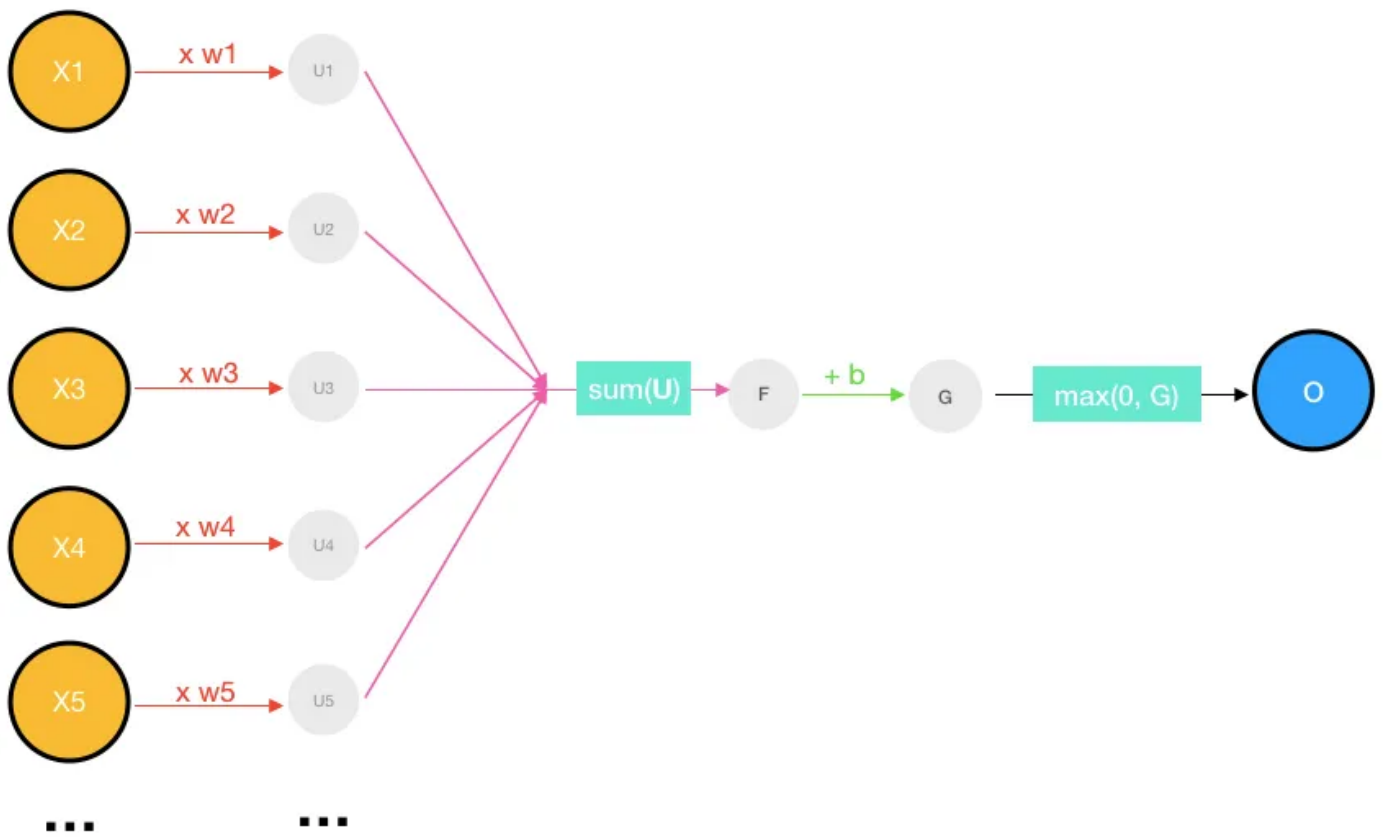 X1
x w1
U1
X2
x w2
U2
X3
x w3
U3
sum(U)
F
+ b
G
max(0, G)
O
X4
x w4
U4
X5
x w5
U5
... ...